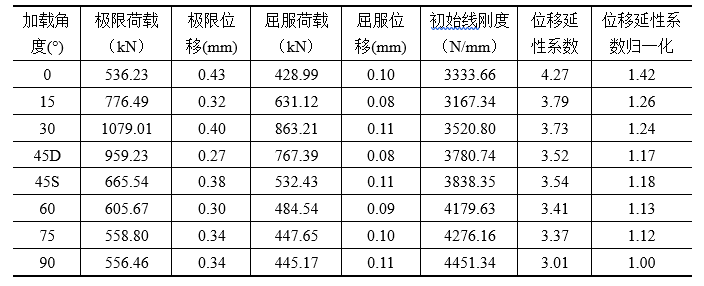 加载角度(°) 极限荷载（kN） 极限位移(mm) 屈服荷载（kN） 屈服位移(mm) 初始线刚度（N/mm） 位移延性系数 位移延性系数归一化
0 536.23 0.43 428.99 0.10 3333.66 4.27 1.42
15 776.49 0.32 631.12 0.08 3167.34 3.79 1.26
30 1079.01 0.40 863.21 0.11 3520.80 3.73 1.24
45D 959.23 0.27 767.39 0.08 3780.74 3.52 1.17
45S 665.54 0.38 532.43 0.11 3838.35 3.54 1.18
60 605.67 0.30 484.54 0.09 4179.63 3.41 1.13
75 558.80 0.34 447.65 0.10 4276.16 3.37 1.12
90 556.46 0.34 445.17 0.11 4451.34 3.01 1.00